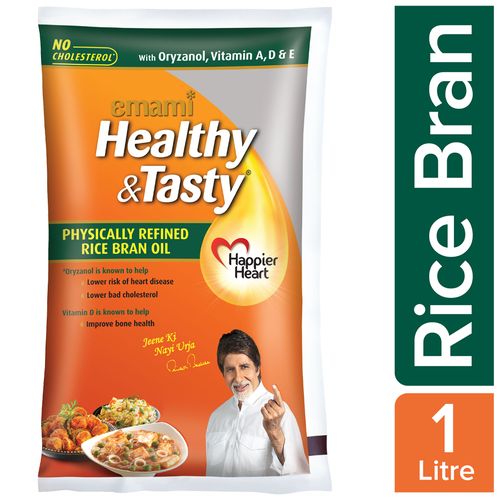 NO
CHOLESTEROL*
With Oryzanol, Vitamin A, D & E
emami
Healthy
& Tasty®
PHYSICALLY REFINED
RICE BRAN OIL
Happier
Heart
*Oryzanol is known to help
• Lower risk of heart disease
• Lower bad cholesterol
Vitamin D is known to help
• Improve bone health
Jeene Ki
Nayi Urja
Rice Bran
1
Litre